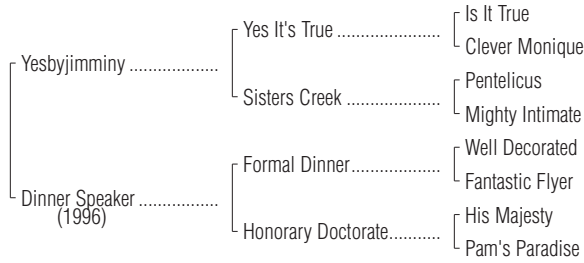 Is It True
Yes It's True ....................
Clever Monique
Yesbyjimminy .................
Pentelicus
Sisters Creek ..................
Mighty Intimate
Well Decorated
Formal Dinner.................
Fantastic Flyer
Dinner Speaker ...............
(1996)
His Majesty
Honorary Doctorate..........
Pam's Paradise